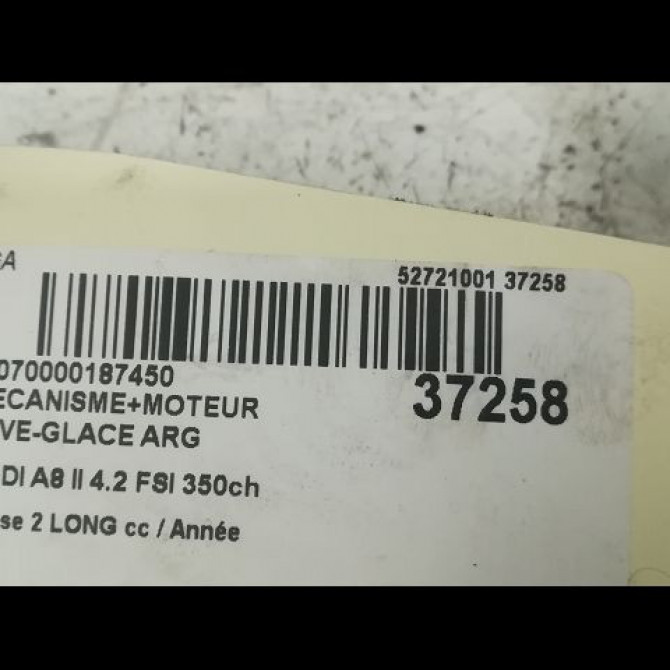 52721001 37258
070000187450
37258
ECANISME+MOTEUR
VE-GLACE ARG
DI A8 II 4.2 FSI 350ch
se 2 LONG cc / Année